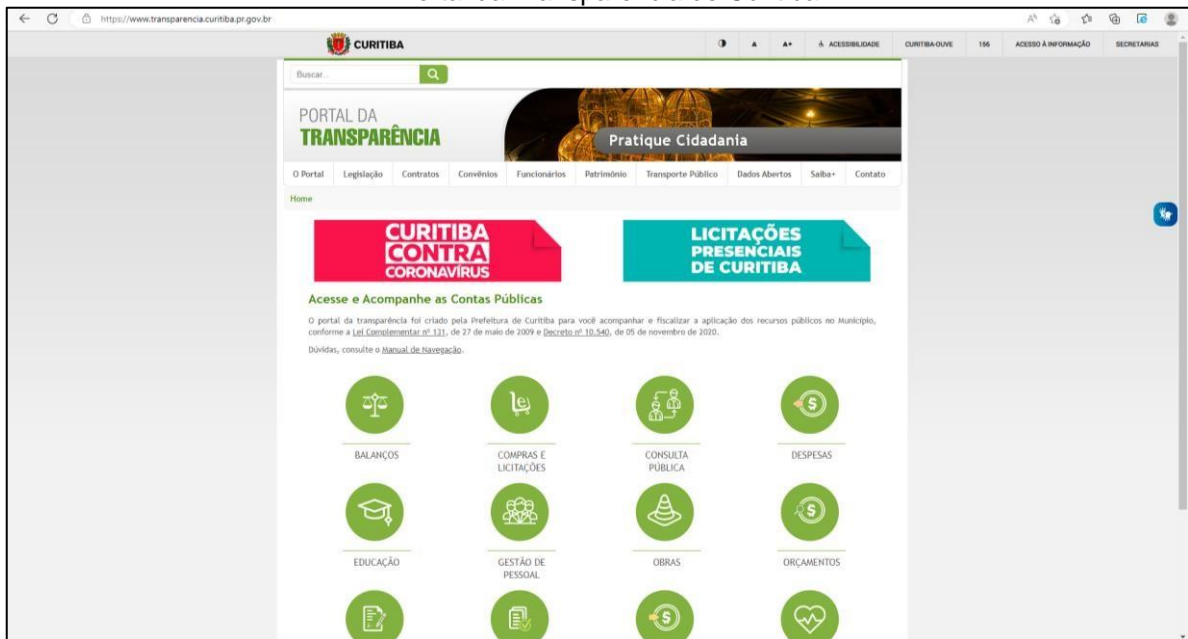 https://www.transparencia.curitiba.pr.gov.br
CURITIBA
A
A+
ACESSIBILIDADE
CURITIBA-OUVE
156
ACESSO À INFORMAÇÃO
SECRETARIAS
Buscar...
PORTAL DA
TRANSPARÊNCIA
Pratique Cidadania
O Portal
Legislação
Contratos
Convênios
Funcionários
Patrimônio
Transporte Público
Dados Abertos
Saiba+
Contato
Home
CURITIBA
CONTRA
CORONAVÍRUS
LICITAÇÕES
PRESENCIAIS
DE CURITIBA
Acesse e Acompanhe as Contas Públicas
O portal da transparência foi criado pela Prefeitura de Curitiba para você acompanhar e fiscalizar a aplicação dos recursos públicos no Município,
conforme a Lei Complementar nº 131, de 27 de maio de 2009 e Decreto nº 10.540, de 05 de novembro de 2020.
Dúvidas, consulte o Manual de Navegação.
BALANÇOS
COMPRAS E
LICITAÇÕES
CONSULTA
PÚBLICA
DESPESAS
EDUCAÇÃO
GESTÃO DE
PESSOAL
OBRAS
ORÇAMENTOS